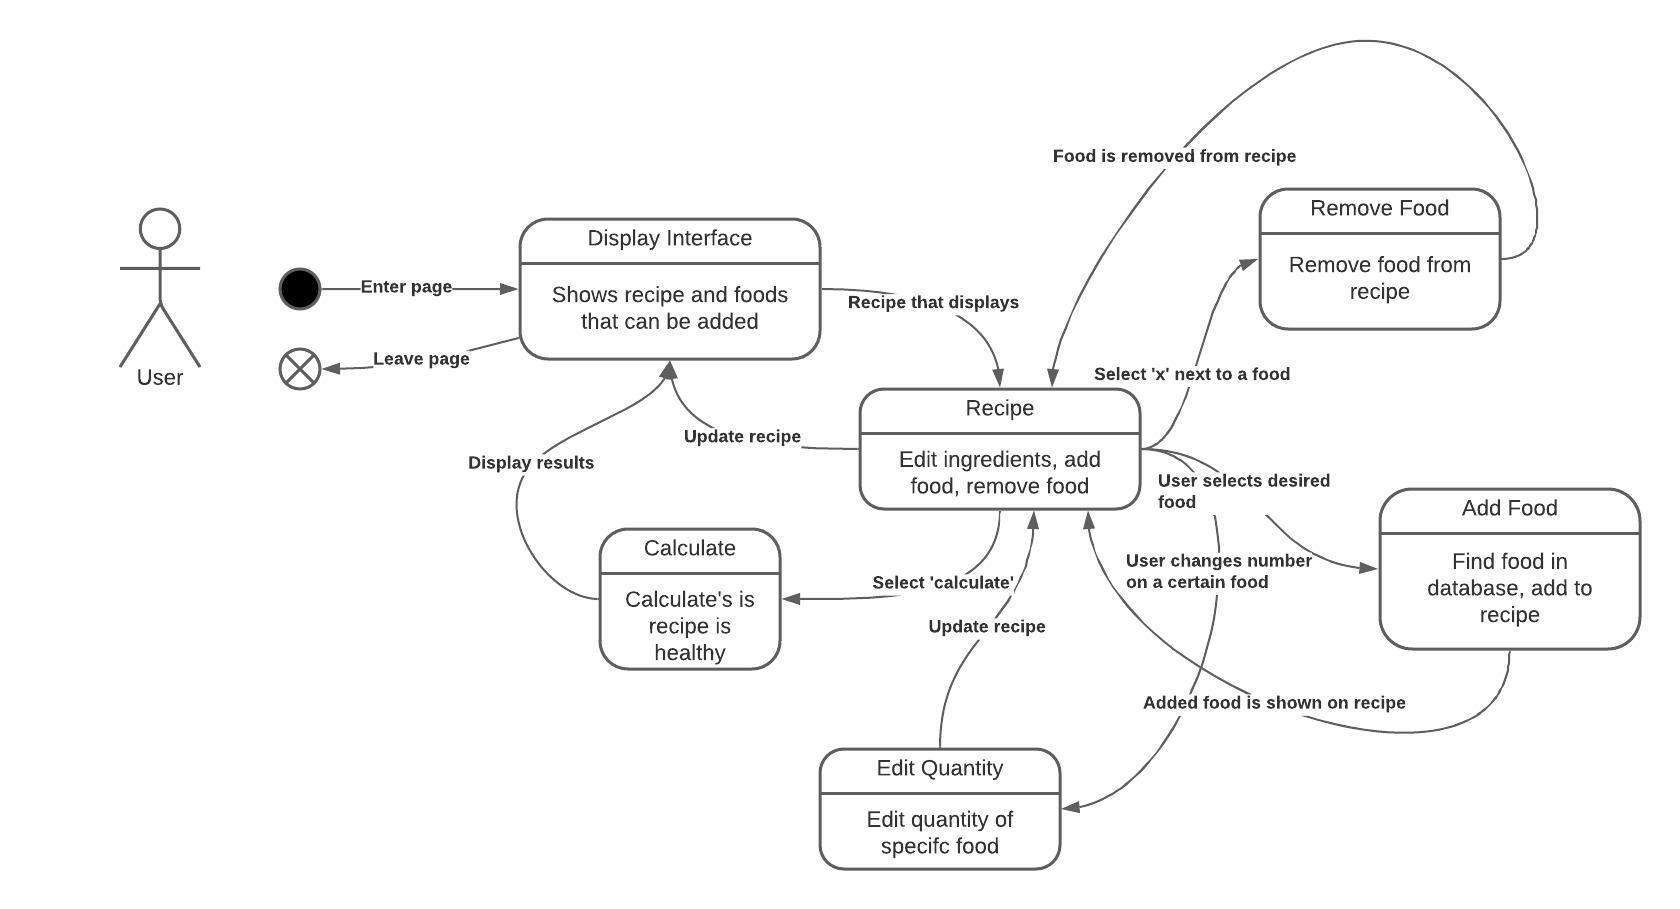 Food is removed from recipe
Remove Food
Remove food from
recipe
Display Interface
Shows recipe and foods
that can be added
Enter page
Recipe that displays
Leave page
User
Select 'x' next to a food
Recipe
Edit ingredients, add
food, remove food
Update recipe
Display results
User selects desired
food
Add Food
Find food in
database, add to
recipe
Calculate
Calculate's is
recipe is
healthy
Select 'calculate'
User changes number
on a certain food
Update recipe
Added food is shown on recipe
Edit Quantity
Edit quantity of
specifc food